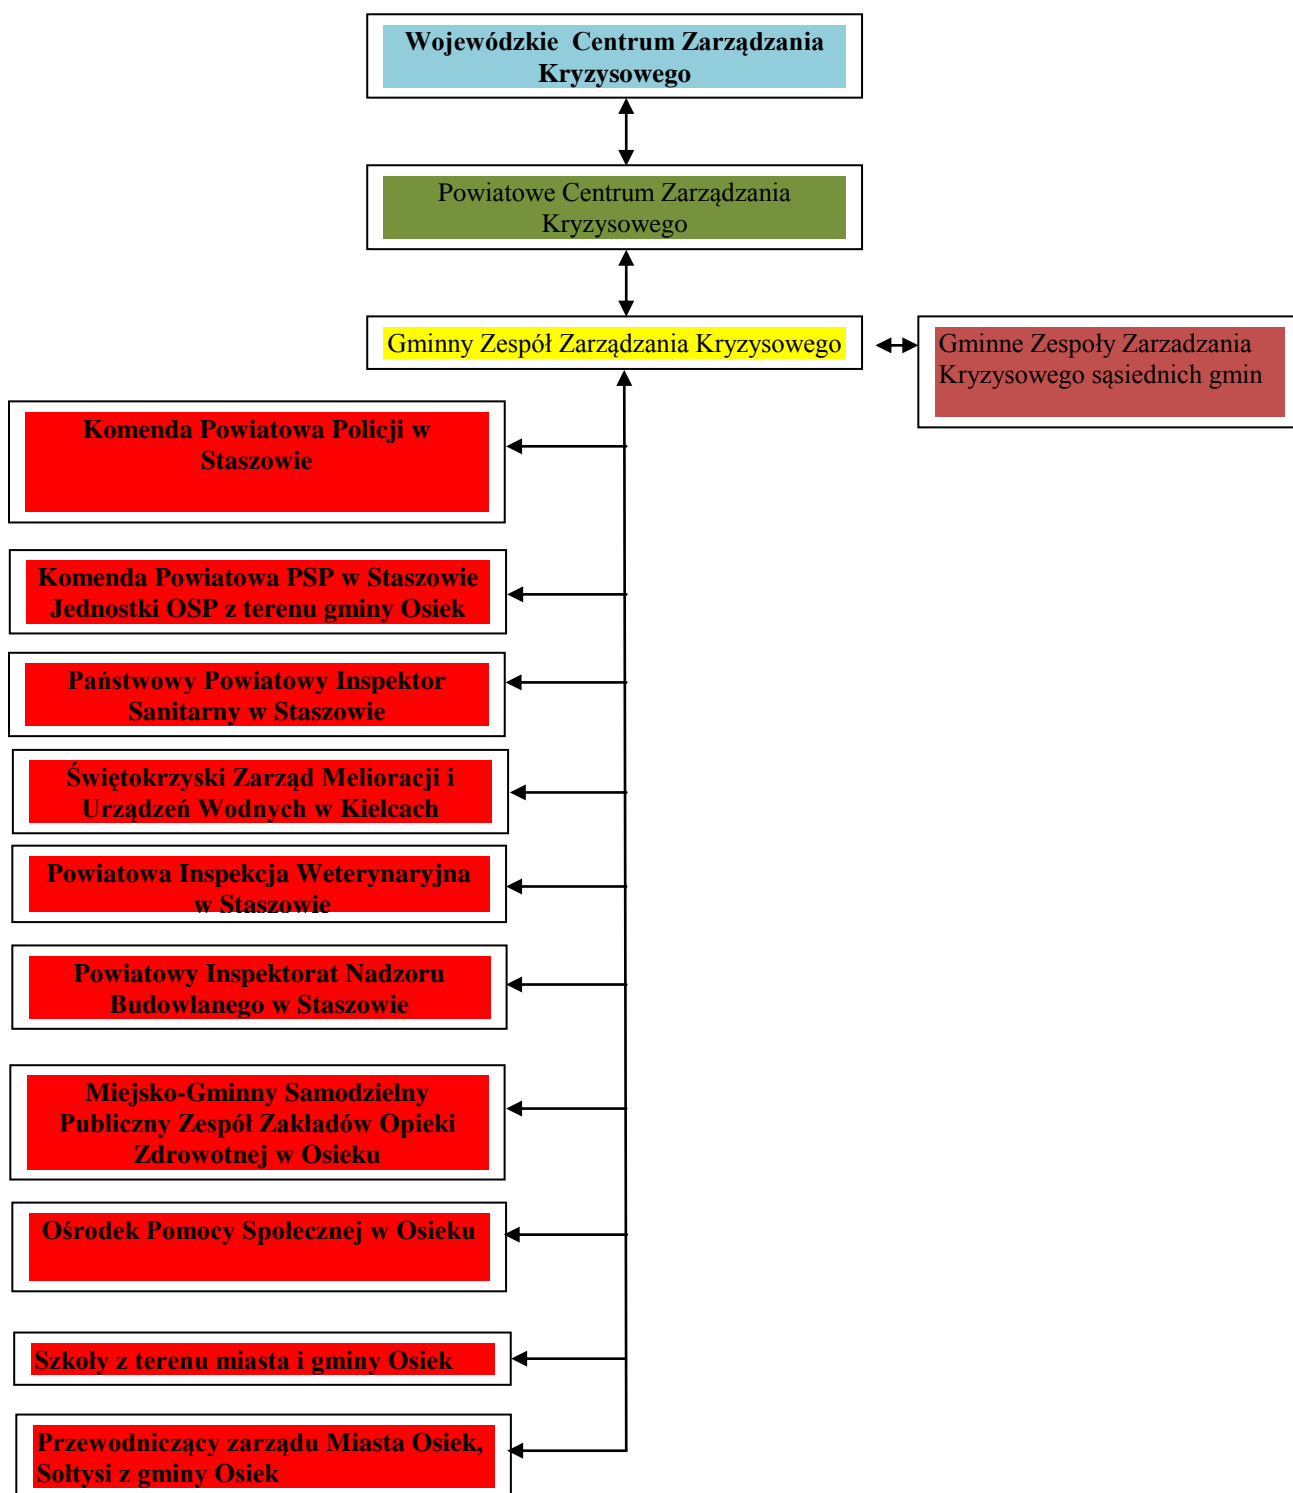 Wojewódzkie Centrum Zarządzania
Kryzysowego
Powiatowe Centrum Zarządzania
Kryzysowego
Gminny Zespół Zarządzania Kryzysowego
Gminne Zespoły Zarzadzania
Kryzysowego sąsiednich gmin
Komenda Powiatowa Policji w
Staszowie
Komenda Powiatowa PSP w Staszowie
Jednostki OSP z terenu gminy Osiek
Państwowy Powiatowy Inspektor
Sanitarny w Staszowie
Świętokrzyski Zarząd Melioracji i
Urządzeń Wodnych w Kielcach
Powiatowa Inspekcja Weterynaryjna
w Staszowie
Powiatowy Inspektorat Nadzoru
Budowlanego w Staszowie
Miejsko-Gminny Samodzielny
Publiczny Zespół Zakładów Opieki
Zdrowotnej w Osieku
Ośrodek Pomocy Społecznej w Osieku
Szkoły z terenu miasta i gminy Osiek
Przewodniczący zarządu Miasta Osiek,
Sołtysi z gminy Osiek